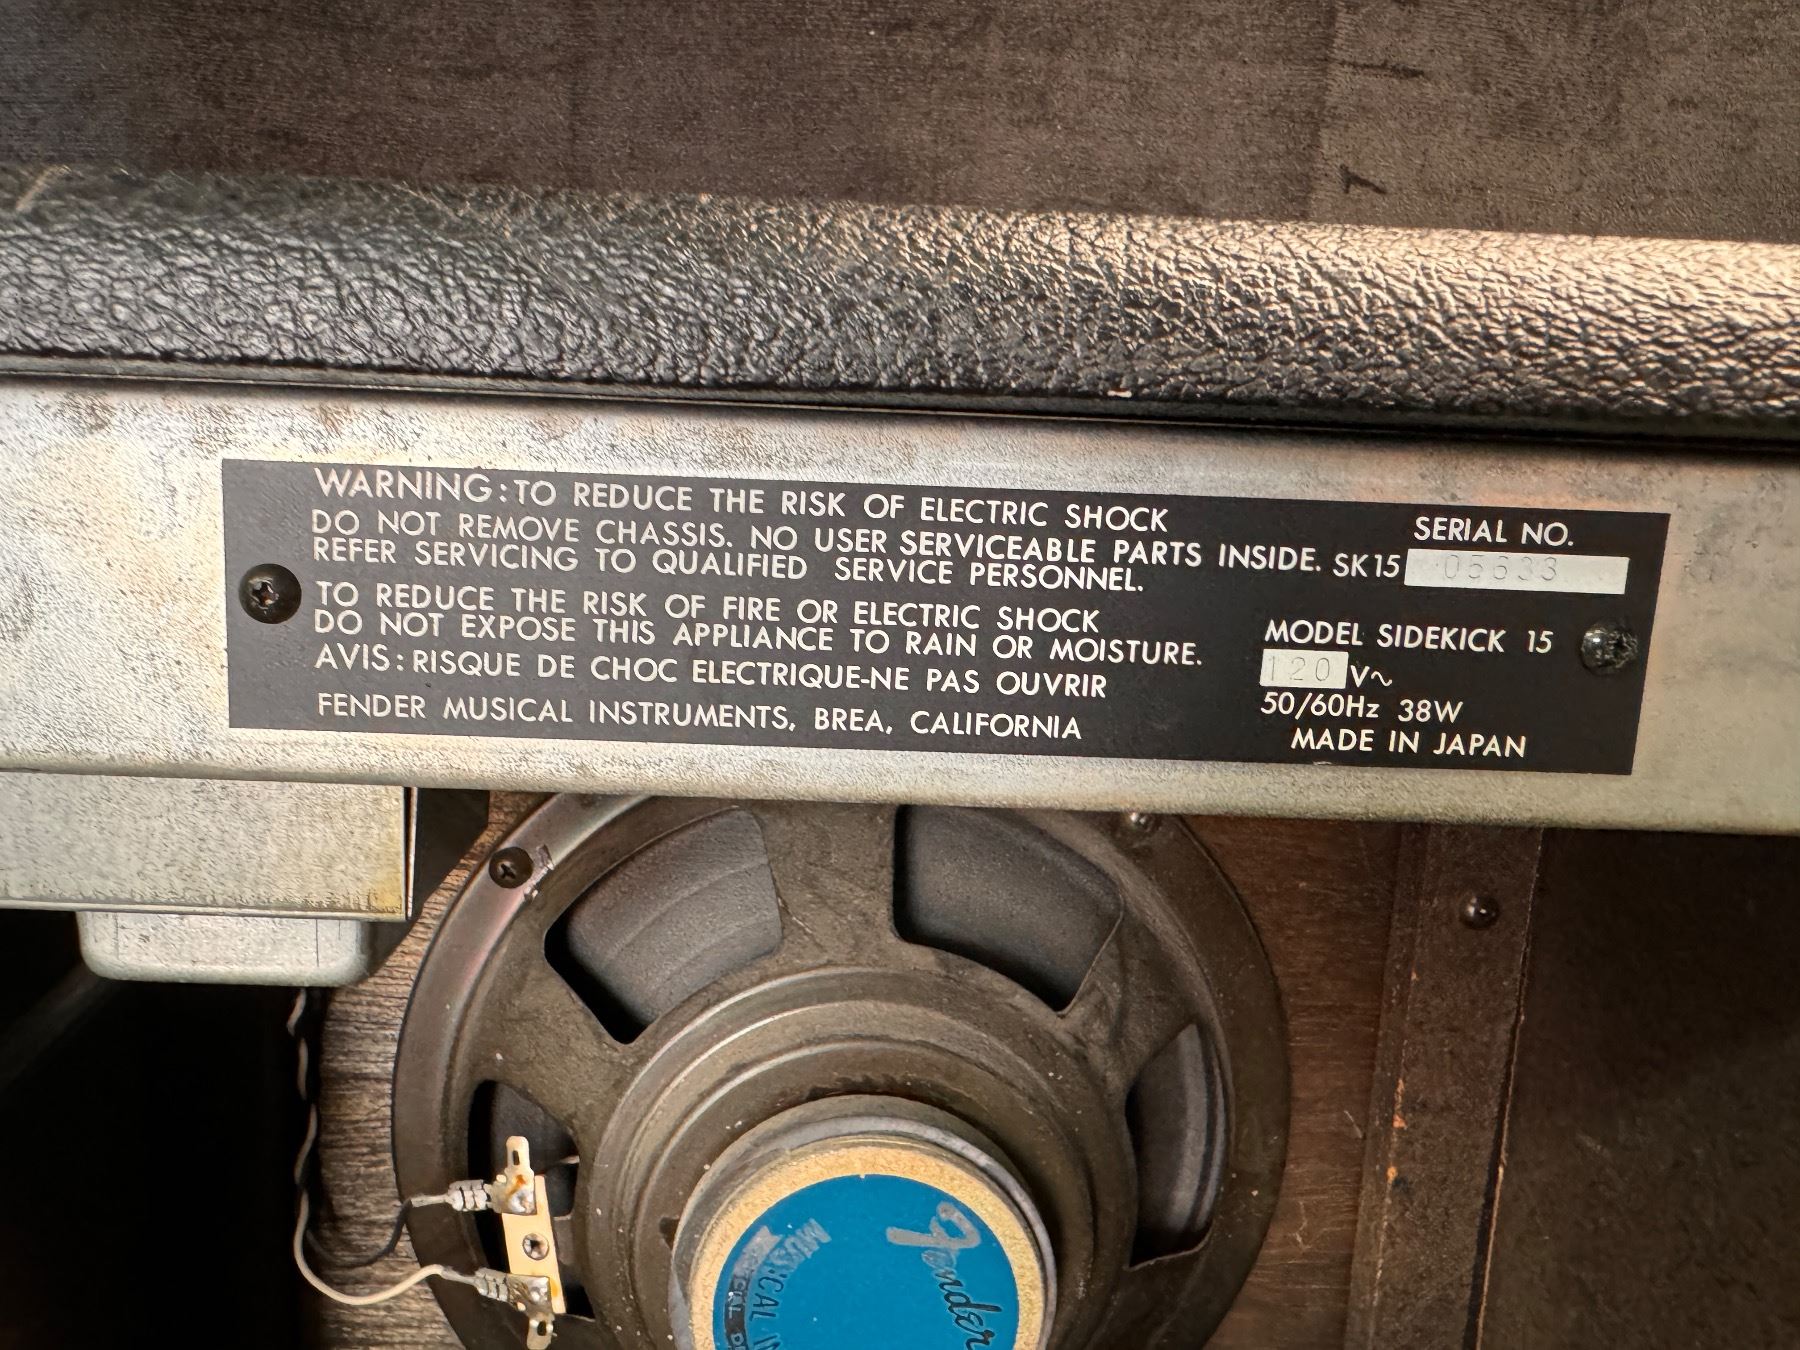 WARNING: TO REDUCE THE RISK OF ELECTRIC SHOCK
DO NOT REMOVE CHASSIS. NO USER SERVICEABLE PARTS INSIDE.
REFER SERVICING TO QUALIFIED SERVICE PERSONNEL.
TO REDUCE THE RISK OF FIRE OR ELECTRIC SHOCK
DO NOT EXPOSE THIS APPLIANCE TO RAIN OR MOISTURE.
AVIS: RISQUE DE CHOC ELECTRIQUE-NE PAS OUVRIR
FENDER MUSICAL INSTRUMENTS, BREA, CALIFORNIA
SERIAL NO.
SK15 05633
MODEL SIDEKICK 15
120 V~
50/60Hz 38W
MADE IN JAPAN
Fender
MUSICAL